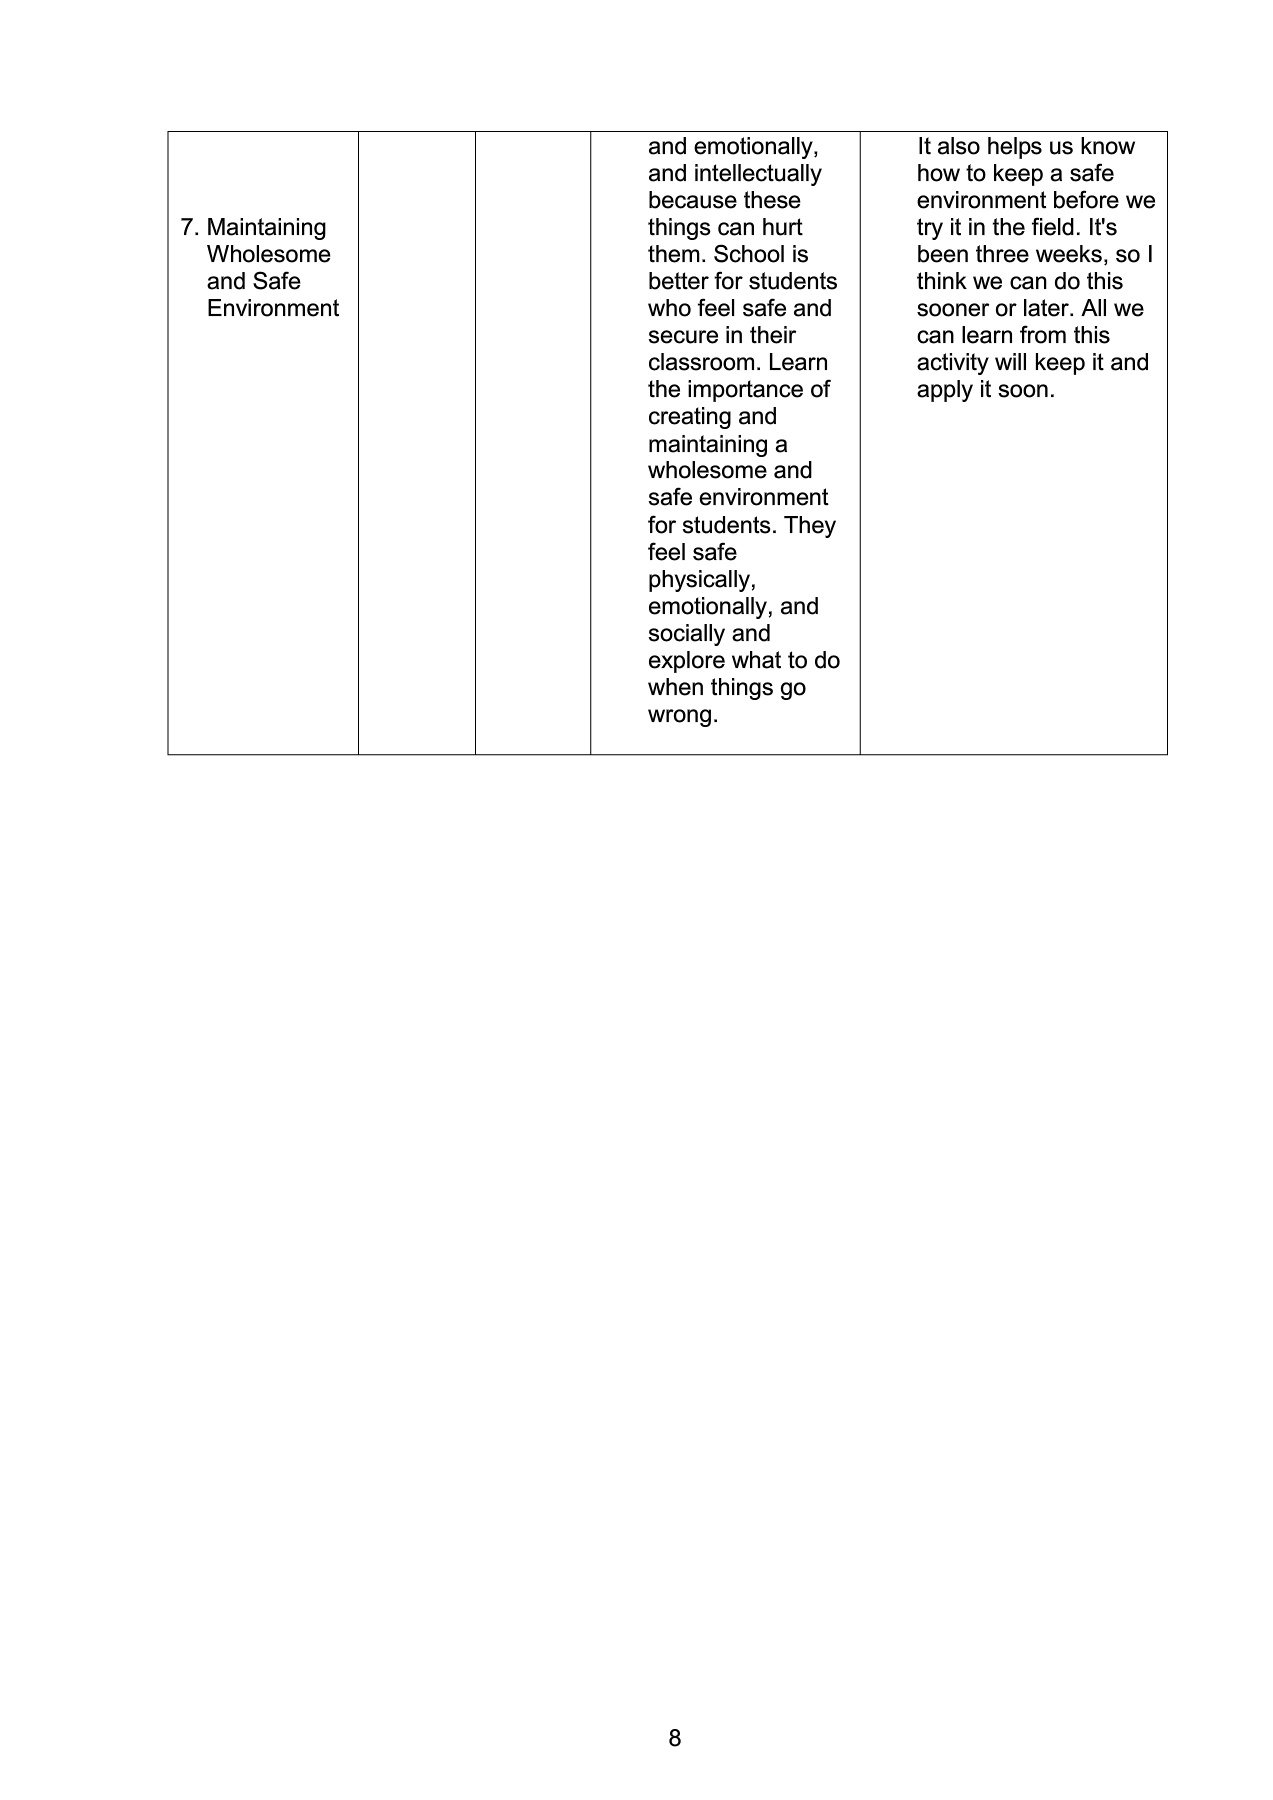 7. Maintaining
Wholesome
and Safe
Environment
and emotionally,
and intellectually
because these
things can hurt
them. School is
better for students
who feel safe and
secure in their
classroom. Learn
the importance of
creating and
maintaining a
wholesome and
safe environment
for students. They
feel safe
physically,
emotionally, and
socially and
explore what to do
when things go
wrong.
It also helps us know
how to keep a safe
environment before we
try it in the field. It's
been three weeks, so I
think we can do this
sooner or later. All we
can learn from this
activity will keep it and
apply it soon.
8